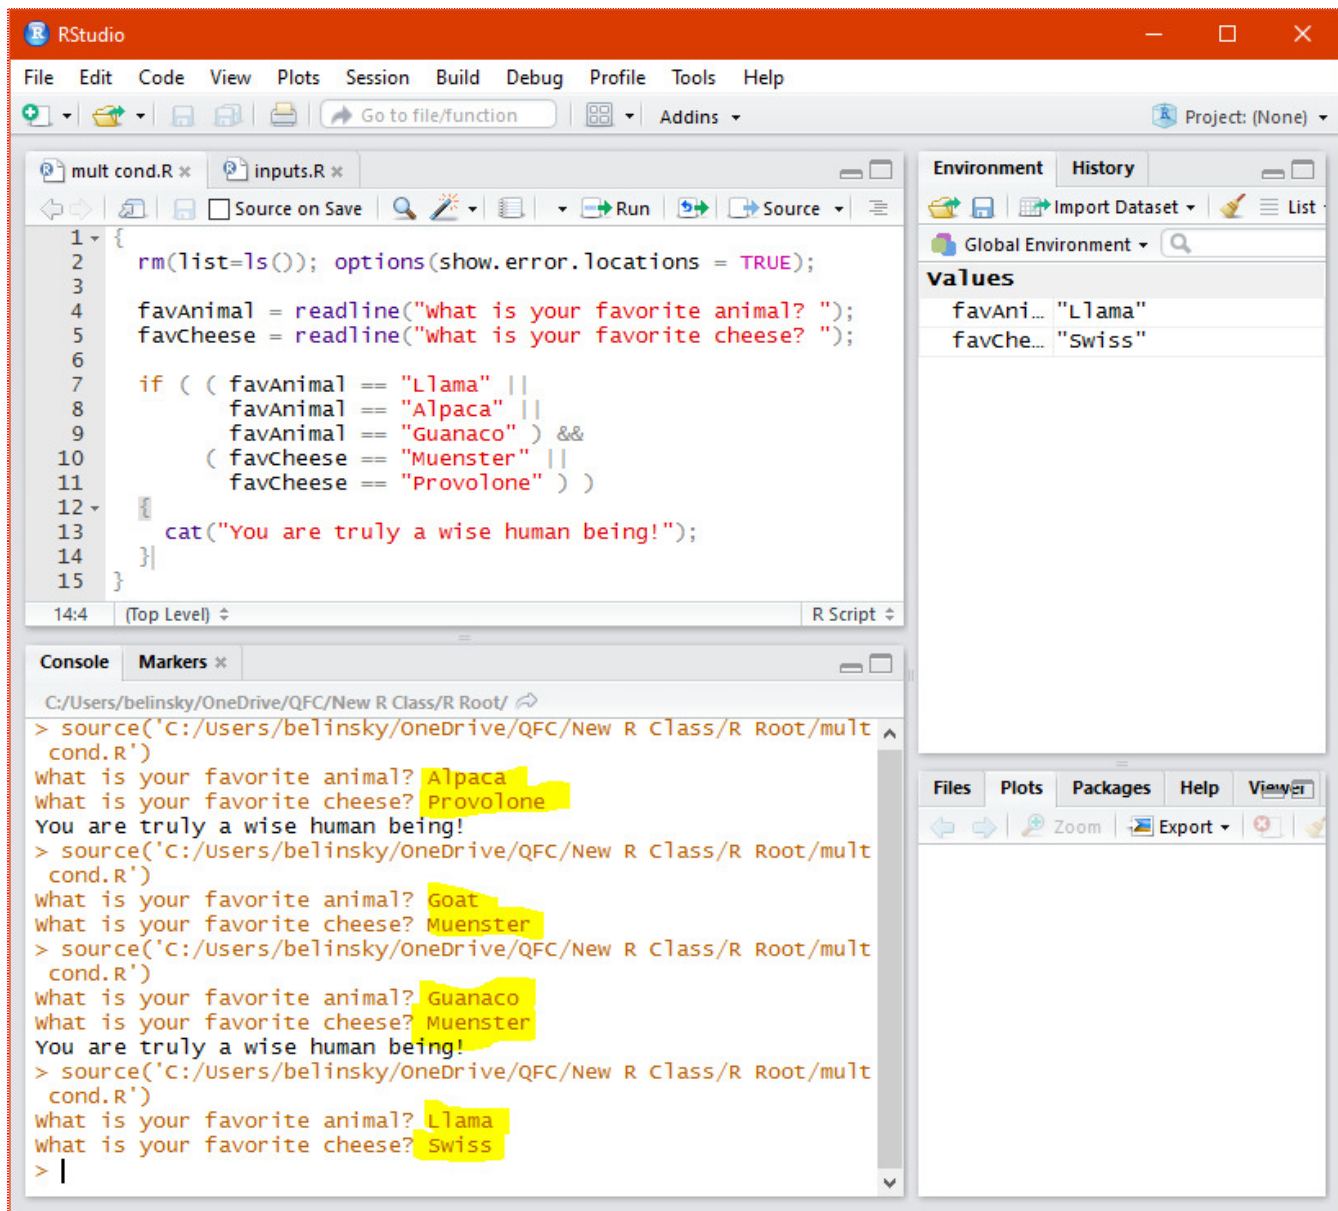 RStudio
File Edit Code View Plots Session Build Debug Profile Tools Help
Go to file/function Addins Project: (None)
mult cond.R inputs.R
Source on Save Run Source
1 {
2 rm(list=ls()); options(show.error.locations = TRUE);
3
4 favAnimal = readline("What is your favorite animal? ");
5 favCheese = readline("What is your favorite cheese? ");
6
7 if ( ( favAnimal == "Llama" ||
8 favAnimal == "Alpaca" ||
9 favAnimal == "Guanaco" ) &&
10 ( favCheese == "Muenster" ||
11 favCheese == "Provolone" ) )
12 {
13 cat("You are truly a wise human being!");
14 }
15 }
14:4 (Top Level) R Script
Console Markers
C:/Users/belinsky/OneDrive/QFC/New R Class/R Root/
> source('C:/Users/belinsky/OneDrive/QFC/New R Class/R Root/mult
cond.R')
What is your favorite animal? Alpaca
What is your favorite cheese? Provolone
You are truly a wise human being!
> source('C:/Users/belinsky/OneDrive/QFC/New R Class/R Root/mult
cond.R')
What is your favorite animal? Goat
What is your favorite cheese? Muenster
> source('C:/Users/belinsky/OneDrive/QFC/New R Class/R Root/mult
cond.R')
What is your favorite animal? Guanaco
What is your favorite cheese? Muenster
You are truly a wise human being!
> source('C:/Users/belinsky/OneDrive/QFC/New R Class/R Root/mult
cond.R')
What is your favorite animal? Llama
What is your favorite cheese? Swiss
>
Environment History
Import Dataset List
Global Environment
Values
favAni… "Llama"
favChe… "Swiss"
Files Plots Packages Help Viewer
Zoom Export